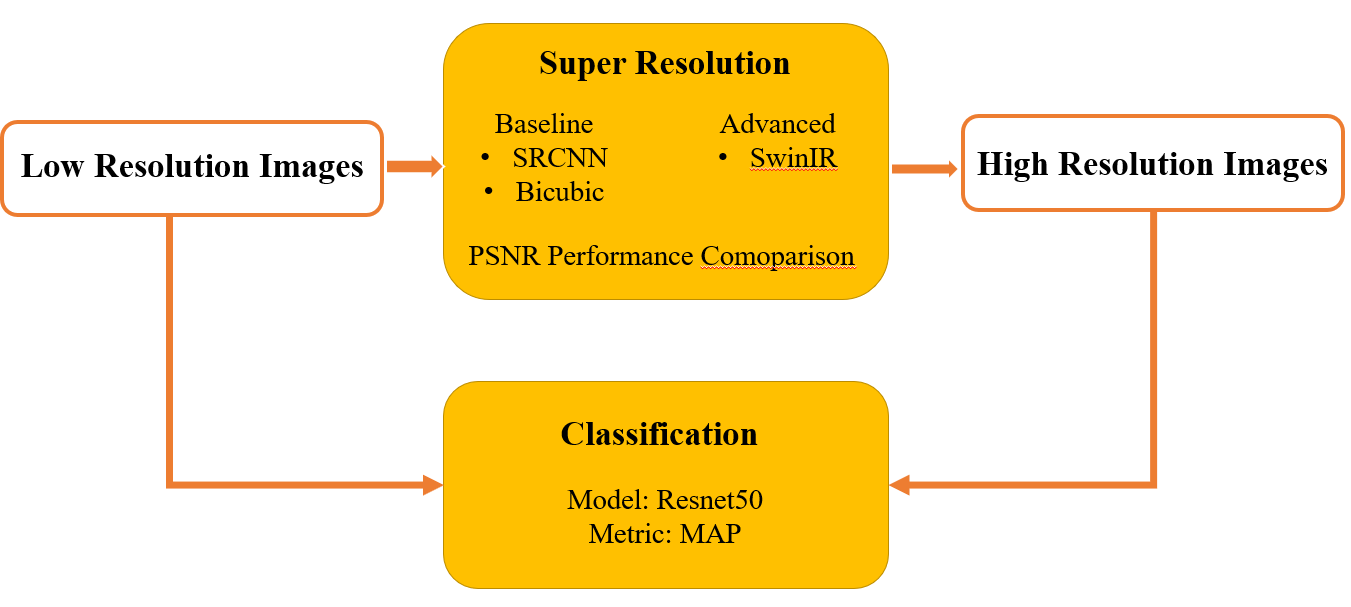 Low Resolution Images
Super Resolution
Baseline
• SRCNN
• Bicubic
Advanced
• SwinIR
PSNR Performance Comoparison
High Resolution Images
Classification
Model: Resnet50
Metric: MAP